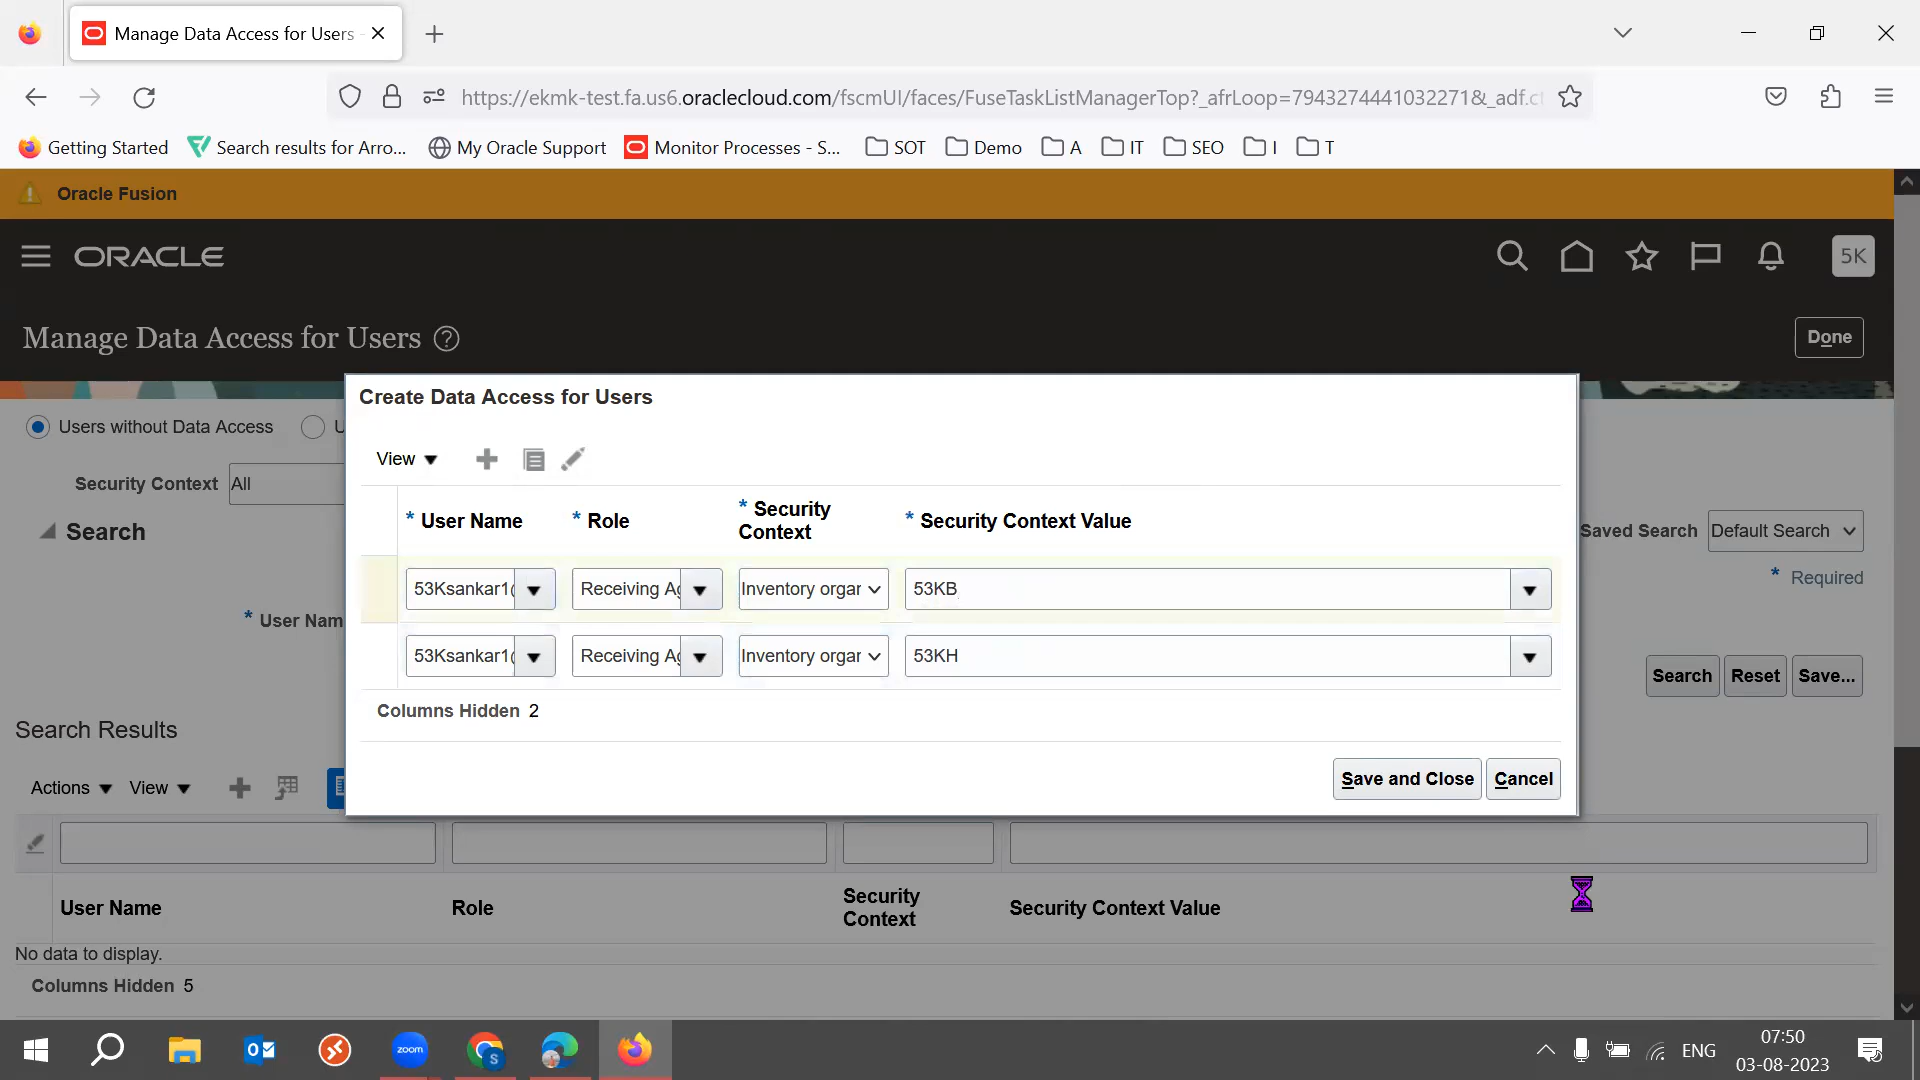 Manage Data Access for Users
https://ekmk-test.fa.us6.oraclecloud.com/fscmUI/faces/FuseTaskListManagerTop?_afrLoop=7943274441032271&_adf.c
Getting Started
Search results for Arro...
My Oracle Support
Monitor Processes - S...
SOT
Demo
A
IT
SEO
I
T
Oracle Fusion
ORACLE
5K
Manage Data Access for Users ?
Done
Create Data Access for Users
Users without Data Access
U
View
Security Context All
* User Name
* Role
* Security Context
* Security Context Value
Search
Saved Search Default Search
* Required
53Ksankar1
Receiving Ag
Inventory organ
53KB
* User Nam
53Ksankar1
Receiving Ag
Inventory organ
53KH
Search
Reset
Save...
Columns Hidden 2
Search Results
Save and Close
Cancel
Actions
View
User Name
Role
Security Context
Security Context Value
No data to display.
Columns Hidden 5
zoom
S
ENG
07:50
03-08-2023